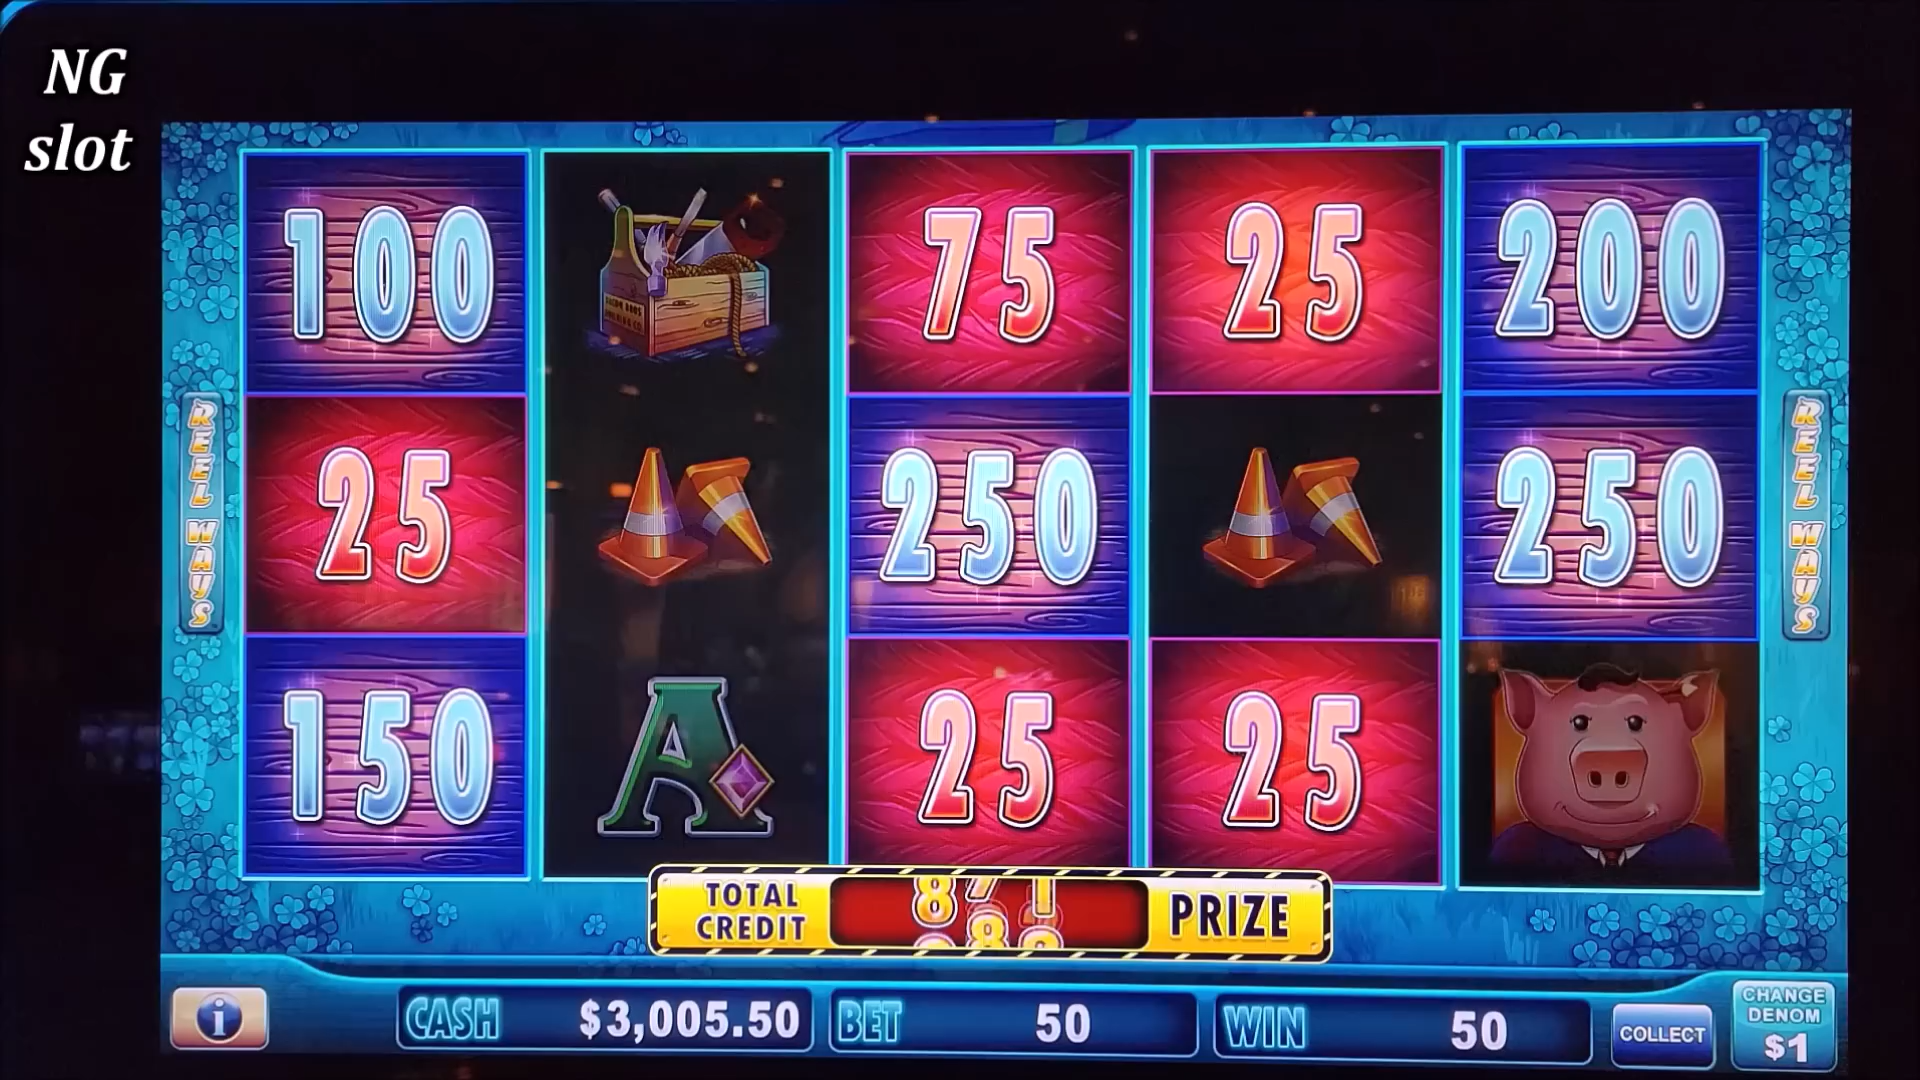 NG
slot
100
75
25
200
REEL WAYS
25
250
250
REEL WAYS
150
25
25
TOTAL
CREDIT
PRIZE
CASH $3,005.50
BET 50
WIN 50
COLLECT
CHANGE
DENOM
$1